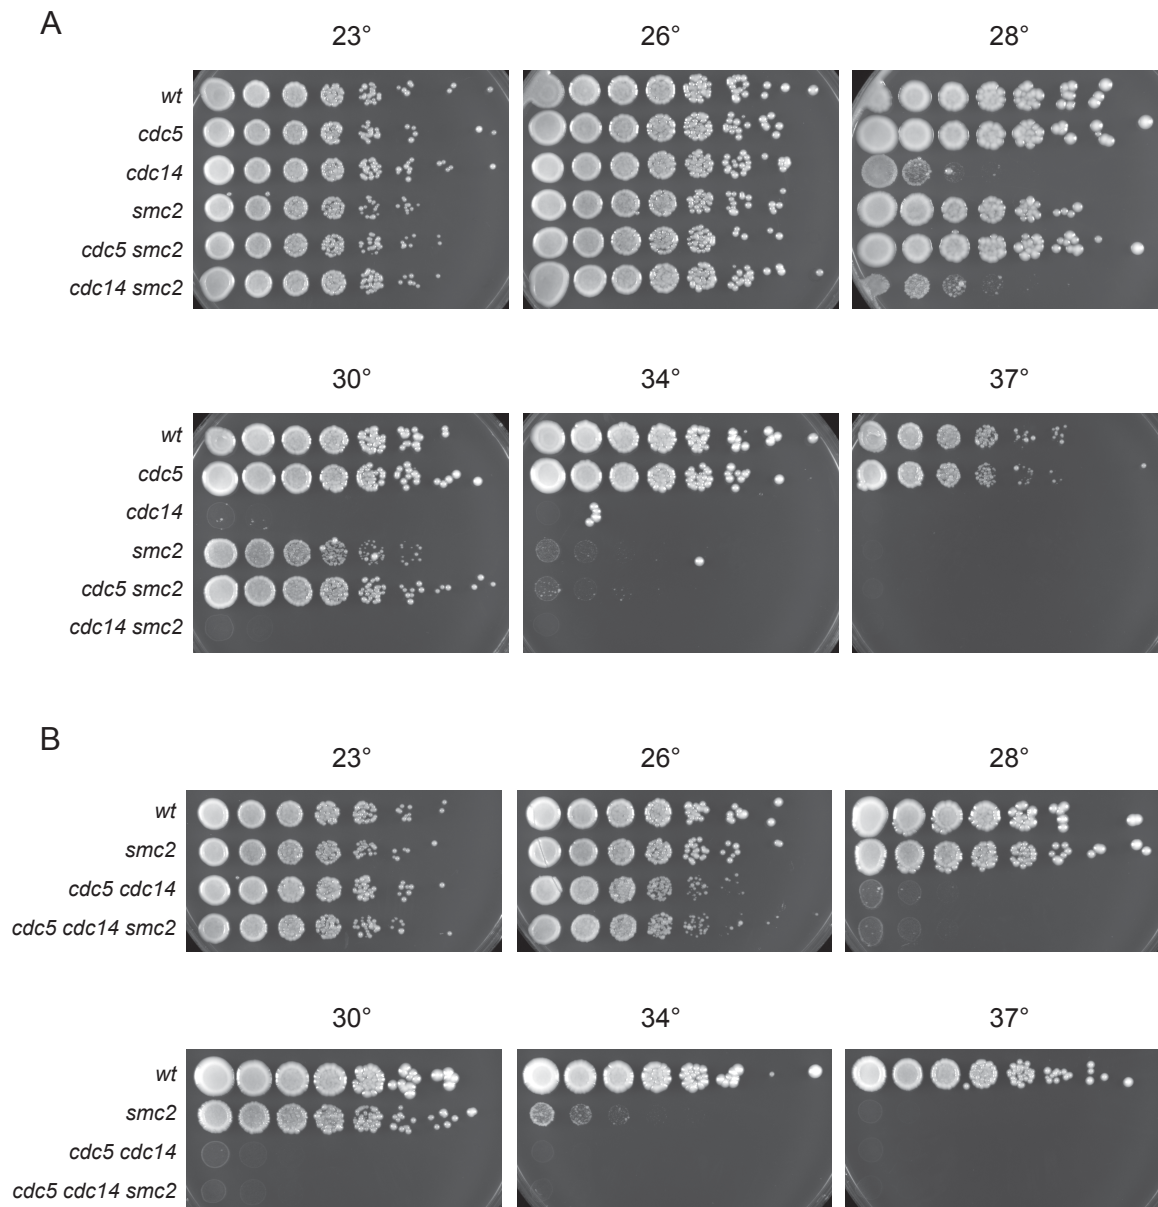 A
23° 26° 28°
wt
cdc5
cdc14
smc2
cdc5 smc2
cdc14 smc2
30° 34° 37°
wt
cdc5
cdc14
smc2
cdc5 smc2
cdc14 smc2
B
23° 26° 28°
wt
smc2
cdc5 cdc14
cdc5 cdc14 smc2
30° 34° 37°
wt
smc2
cdc5 cdc14
cdc5 cdc14 smc2